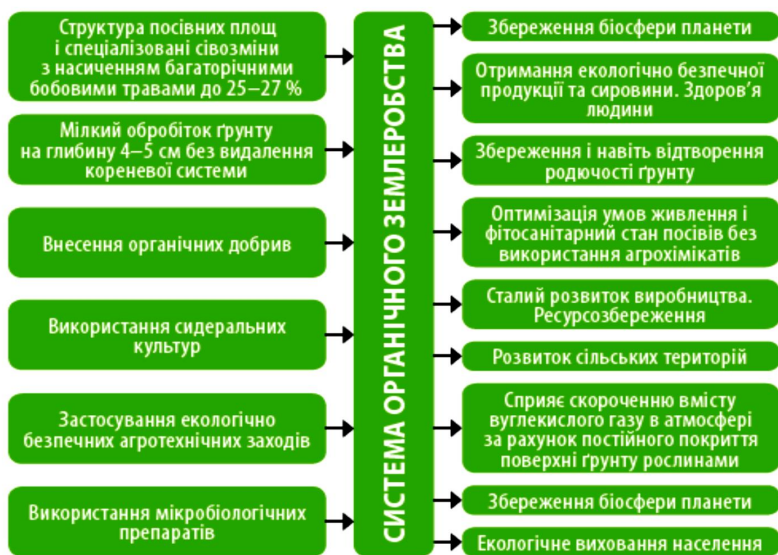 Структура посівних площ
і спеціалізовані сівозміни
з насиченням багаторічними
бобовими травами до 25–27 %
Мілкий обробіток ґрунту
на глибину 4–5 см без видалення
кореневої системи
Внесення органічних добрив
Використання сидеральних
культур
Застосування екологічно
безпечних агротехнічних заходів
Використання мікробіологічних
препаратів
СИСТЕМА ОРГАНІЧНОГО ЗЕМЛЕРОБСТВА
Збереження біосфери планети
Отримання екологічно безпечної
продукції та сировини. Здоров’я
людини
Збереження і навіть відтворення
родючості ґрунту
Оптимізація умов живлення і
фітосанітарний стан посівів без
використання агрохімікатів
Сталий розвиток виробництва.
Ресурсозбереження
Розвиток сільських територій
Сприяє скороченню вмісту
вуглекислого газу в атмосфері
за рахунок постійного покриття
поверхні ґрунту рослинами
Збереження біосфери планети
Екологічне виховання населення